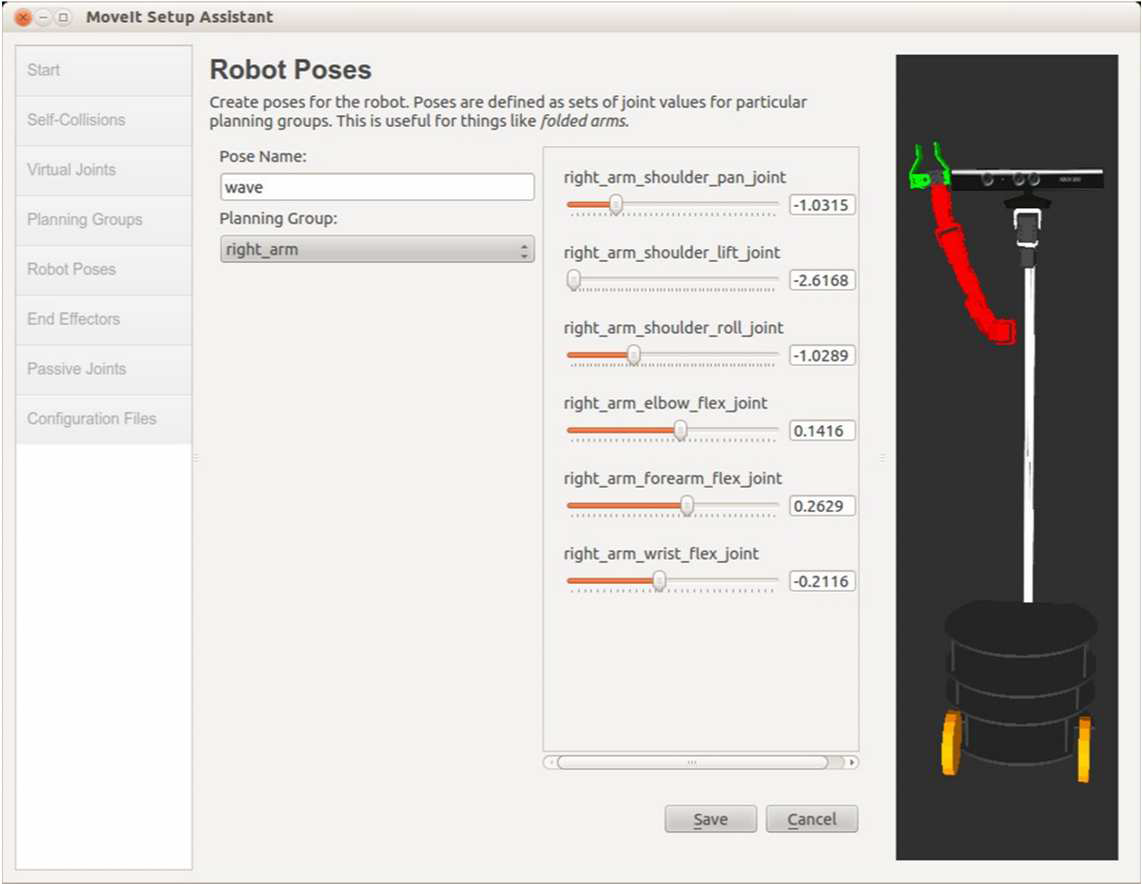 MoveIt Setup Assistant
Start
Self-Collisions
Virtual Joints
Planning Groups
Robot Poses
End Effectors
Passive Joints
Configuration Files
Robot Poses
Create poses for the robot. Poses are defined as sets of joint values for particular
planning groups. This is useful for things like folded arms.
Pose Name:
wave
Planning Group:
right_arm
right_arm_shoulder_pan_joint
-1.0315
right_arm_shoulder_lift_joint
-2.6168
right_arm_shoulder_roll_joint
-1.0289
right_arm_elbow_flex_joint
0.1416
right_arm_forearm_flex_joint
0.2629
right_arm_wrist_flex_joint
-0.2116
Save
Cancel